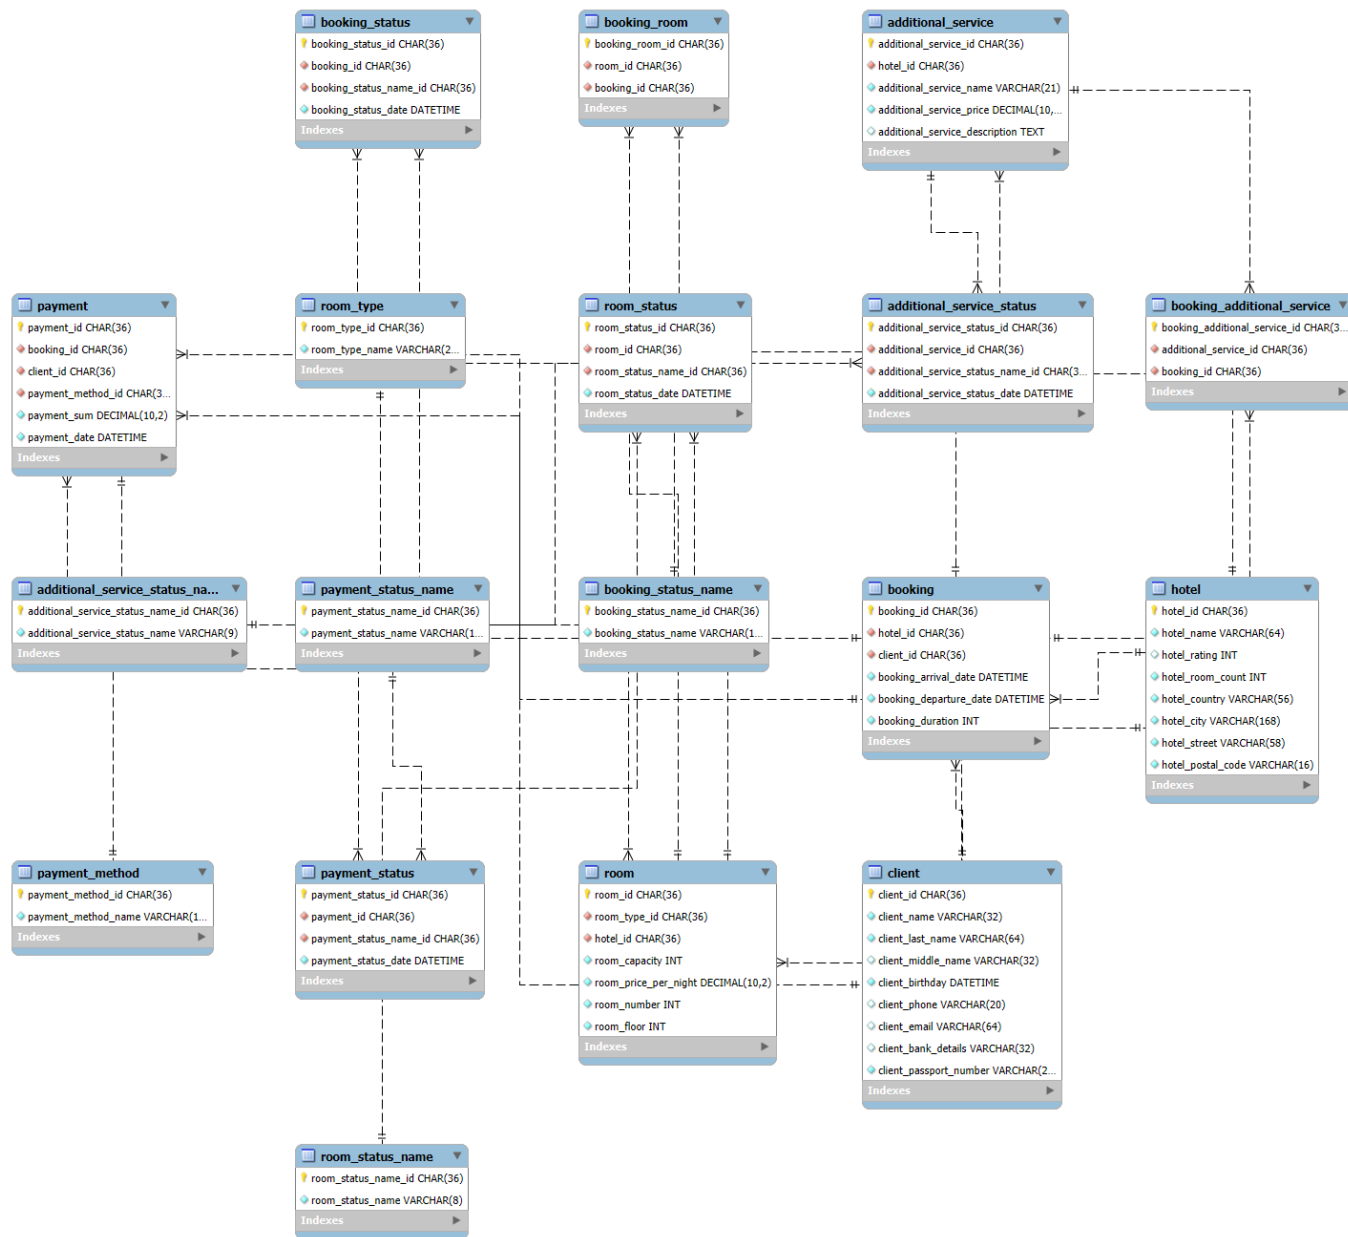 booking_status
booking_status_id CHAR(36)
booking_id CHAR(36)
booking_status_name_id CHAR(36)
booking_status_date DATETIME
Indexes
booking_room
booking_room_id CHAR(36)
room_id CHAR(36)
booking_id CHAR(36)
Indexes
additional_service
additional_service_id CHAR(36)
hotel_id CHAR(36)
additional_service_name VARCHAR(21)
additional_service_price DECIMAL(10,...
additional_service_description TEXT
Indexes
payment
payment_id CHAR(36)
booking_id CHAR(36)
client_id CHAR(36)
payment_method_id CHAR(3...
payment_sum DECIMAL(10,2)
payment_date DATETIME
Indexes
room_type
room_type_id CHAR(36)
room_type_name VARCHAR(2...
Indexes
room_status
room_status_id CHAR(36)
room_id CHAR(36)
room_status_name_id CHAR(36)
room_status_date DATETIME
Indexes
additional_service_status
additional_service_status_id CHAR(36)
additional_service_id CHAR(36)
additional_service_status_name_id CHAR(3...
additional_service_status_date DATETIME
Indexes
booking_additional_service
booking_additional_service_id CHAR(3...
additional_service_id CHAR(36)
booking_id CHAR(36)
Indexes
additional_service_status_na...
additional_service_status_name_id CHAR(36)
additional_service_status_name VARCHAR(9)
Indexes
payment_status_name
payment_status_name_id CHAR(36)
payment_status_name VARCHAR(1...
Indexes
booking_status_name
booking_status_name_id CHAR(36)
booking_status_name VARCHAR(1...
Indexes
booking
booking_id CHAR(36)
hotel_id CHAR(36)
client_id CHAR(36)
booking_arrival_date DATETIME
booking_departure_date DATETIME
booking_duration INT
Indexes
hotel
hotel_id CHAR(36)
hotel_name VARCHAR(64)
hotel_rating INT
hotel_room_count INT
hotel_country VARCHAR(56)
hotel_city VARCHAR(168)
hotel_street VARCHAR(58)
hotel_postal_code VARCHAR(16)
Indexes
payment_method
payment_method_id CHAR(36)
payment_method_name VARCHAR(1...
Indexes
payment_status
payment_status_id CHAR(36)
payment_id CHAR(36)
payment_status_name_id CHAR(36)
payment_status_date DATETIME
Indexes
room
room_id CHAR(36)
room_type_id CHAR(36)
hotel_id CHAR(36)
room_capacity INT
room_price_per_night DECIMAL(10,2)
room_number INT
room_floor INT
Indexes
client
client_id CHAR(36)
client_name VARCHAR(32)
client_last_name VARCHAR(64)
client_middle_name VARCHAR(32)
client_birthday DATETIME
client_phone VARCHAR(20)
client_email VARCHAR(64)
client_bank_details VARCHAR(32)
client_passport_number VARCHAR(2...
Indexes
room_status_name
room_status_name_id CHAR(36)
room_status_name VARCHAR(8)
Indexes